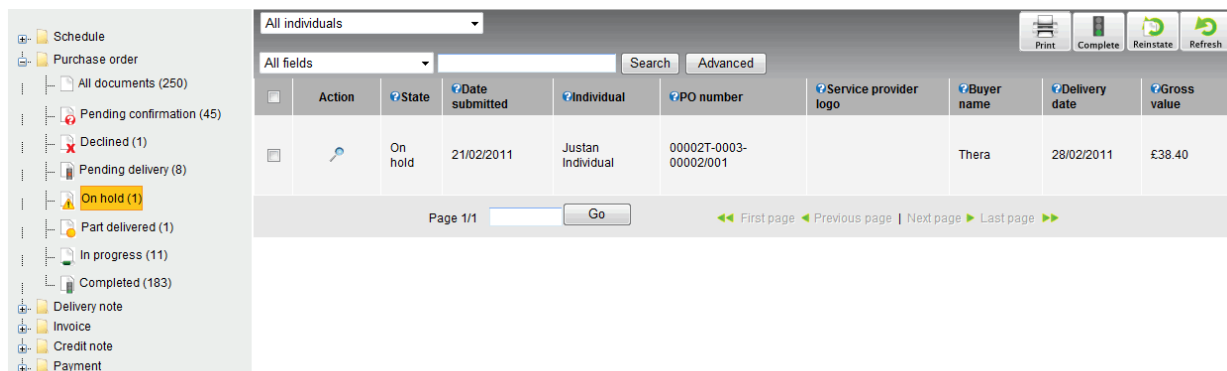 Schedule
Purchase order
All documents (250)
Pending confirmation (45)
Declined (1)
Pending delivery (8)
On hold (1)
Part delivered (1)
In progress (11)
Completed (183)
Delivery note
Invoice
Credit note
Payment
All individuals
Print Complete Reinstate Refresh
All fields Search Advanced
Action State Date submitted Individual PO number Service provider logo Buyer name Delivery date Gross value
On hold 21/02/2011 Justan Individual 00002T-0003-00002/001 Thera 28/02/2011 £38.40
Page 1/1 Go First page Previous page | Next page Last page